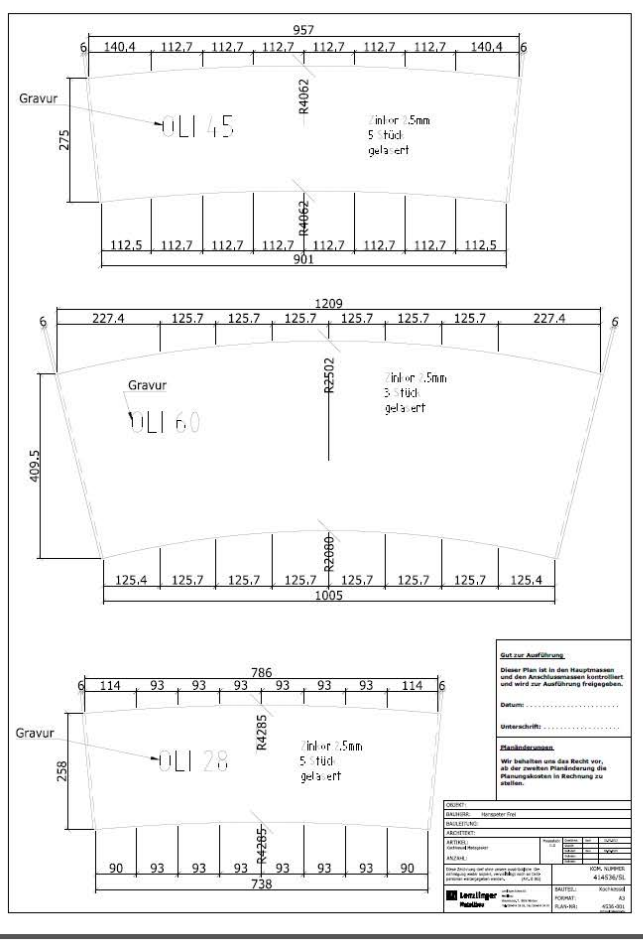 957
6 140,4 112,7 112,7 112,7 112,7 112,7 112,7 140,4 6
R4062
Gravur
OLI 45
Zinkor 2.5mm
5 Stück
gelasert
275
R4062
112,5 112,7 112,7 112,7 112,7 112,7 112,7 112,5
901
1209
6 227.4 125.7 125.7 125.7 125.7 125.7 125.7 227.4 6
R2502
Zinkor 2.5mm
3 Stück
gelasert
Gravur
OLI 60
409.5
R2080
125.4 125.7 125.7 125.7 125.7 125.7 125.7 125.4
1005
786
6 114 93 93 93 93 93 93 114 6
R4285
Gravur
OLI 28
Zinkor 2.5mm
5 Stück
gelasert
258
R4285
90 93 93 93 93 93 93 90
738
Gut zur Ausführung
Dieser Plan ist in den Hauptmassen
und den Anschlussmassen kontrolliert
und wird zur Ausführung freigegeben.
Datum: . . . . . . . . . . . . . . . . . . . . . .
Unterschrift: . . . . . . . . . . . . . . . . . .
Planänderungen
Wir behalten uns das Recht vor,
ab der zweiten Planänderung die
Planungskosten in Rechnung zu
stellen.
OBJEKT:
BAUHERR: Hanspeter Frei
BAULEITUNG:
ARCHITEKT:
ARTIKEL:
ANZAHL:
KOM. NUMMER
414536/SL
Lenzlinger
Metallbau
BAUTEIL: Kochkessel
FORMAT: A3
PLAN-NR: 4536-001